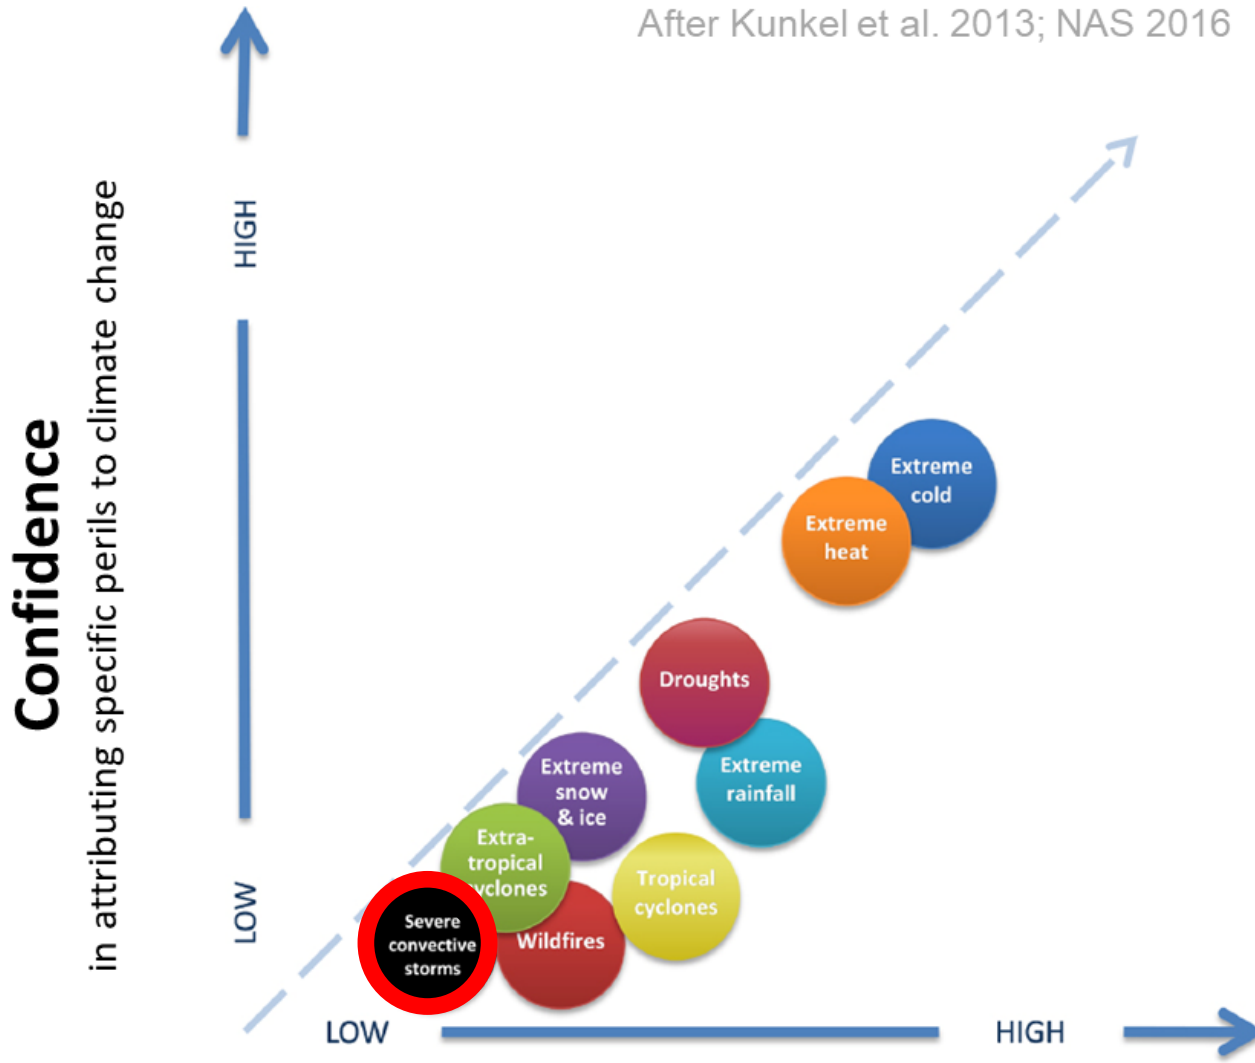 After Kunkel et al. 2013; NAS 2016
Confidence
in attributing specific perils to climate change
HIGH
LOW
Extreme
cold
Extreme
heat
Droughts
Extreme
rainfall
Extreme
snow
& ice
Extra-
tropical
cyclones
Tropical
cyclones
Severe
convective
storms
Wildfires
LOW
HIGH